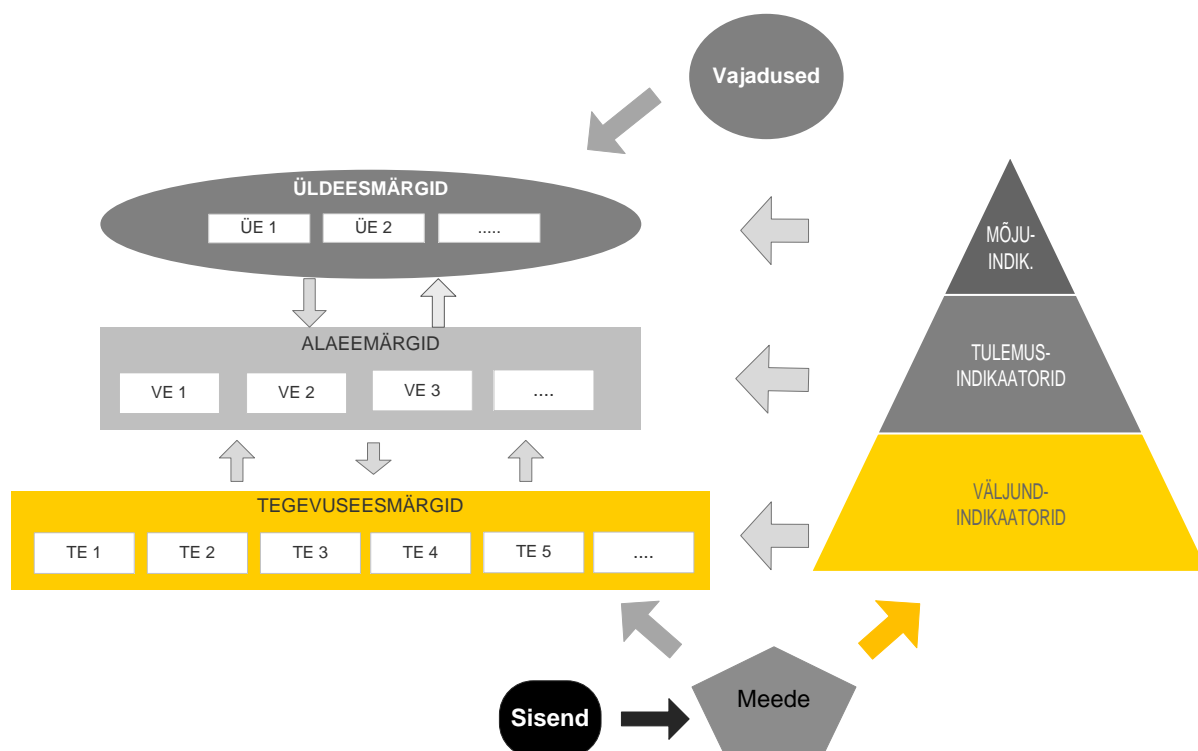 Vajadused
ÜLDEESMÄRGID
ÜE 1
ÜE 2
.....
ALAEEMÄRGID
VE 1
VE 2
VE 3
....
TEGEVUSEESMÄRGID
TE 1
TE 2
TE 3
TE 4
TE 5
....
MÕJU-
INDIK.
TULEMUS-
INDIKAATORID
VÄLJUND-
INDIKAATORID
Sisend
Meede